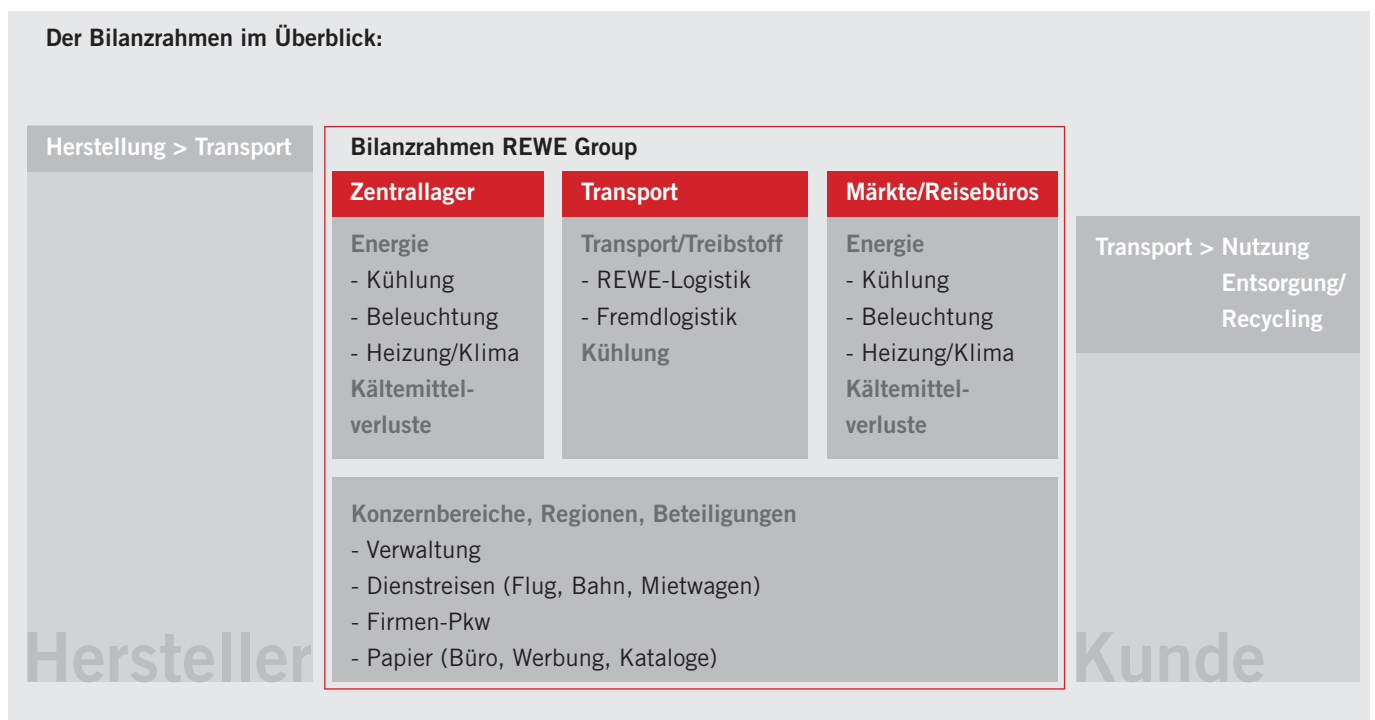 Der Bilanzrahmen im Überblick:
Herstellung > Transport
Hersteller
Bilanzrahmen REWE Group
Zentrallager
Energie
- Kühlung
- Beleuchtung
- Heizung/Klima
Kältemittel-
verluste
Transport
Transport/Treibstoff
- REWE-Logistik
- Fremdlogistik
Kühlung
Märkte/Reisebüros
Energie
- Kühlung
- Beleuchtung
- Heizung/Klima
Kältemittel-
verluste
Konzernbereiche, Regionen, Beteiligungen
- Verwaltung
- Dienstreisen (Flug, Bahn, Mietwagen)
- Firmen-Pkw
- Papier (Büro, Werbung, Kataloge)
Transport > Nutzung
Entsorgung/
Recycling
Kunde